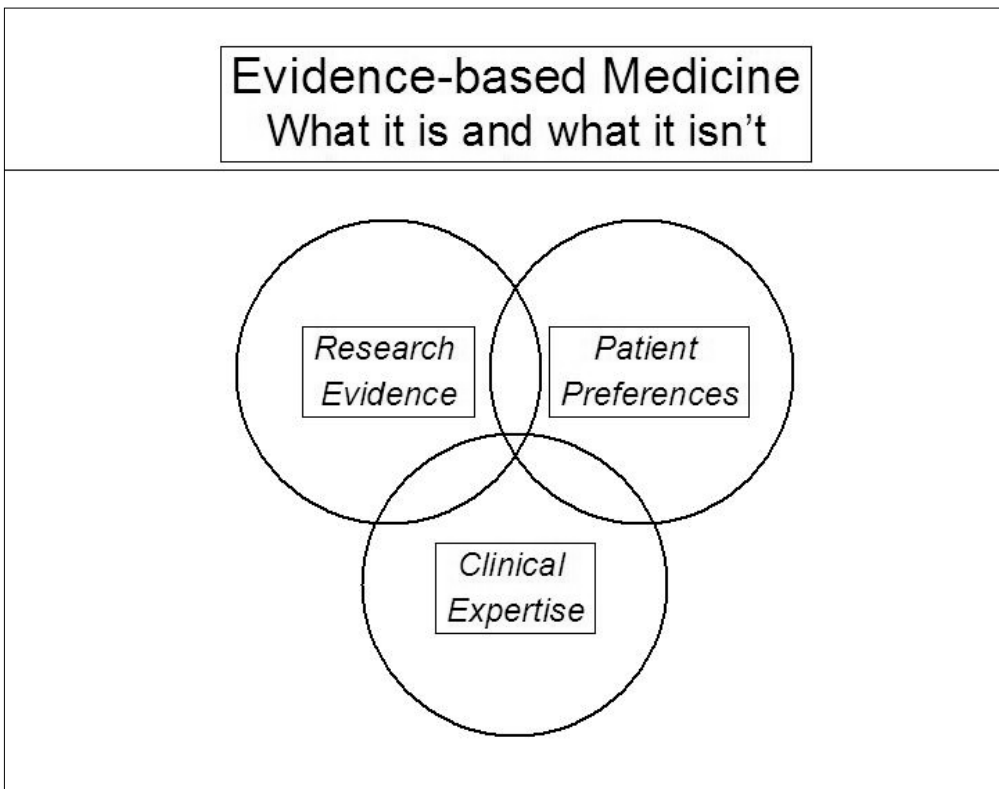 Evidence-based Medicine
What it is and what it isn’t
Research
Evidence
Patient
Preferences
Clinical
Expertise